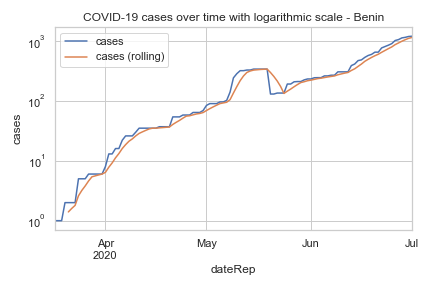 COVID-19 cases over time with logarithmic scale - Benin
cases
cases (rolling)
10³
10²
10¹
10⁰
cases
Apr
2020
May
Jun
Jul
dateRep